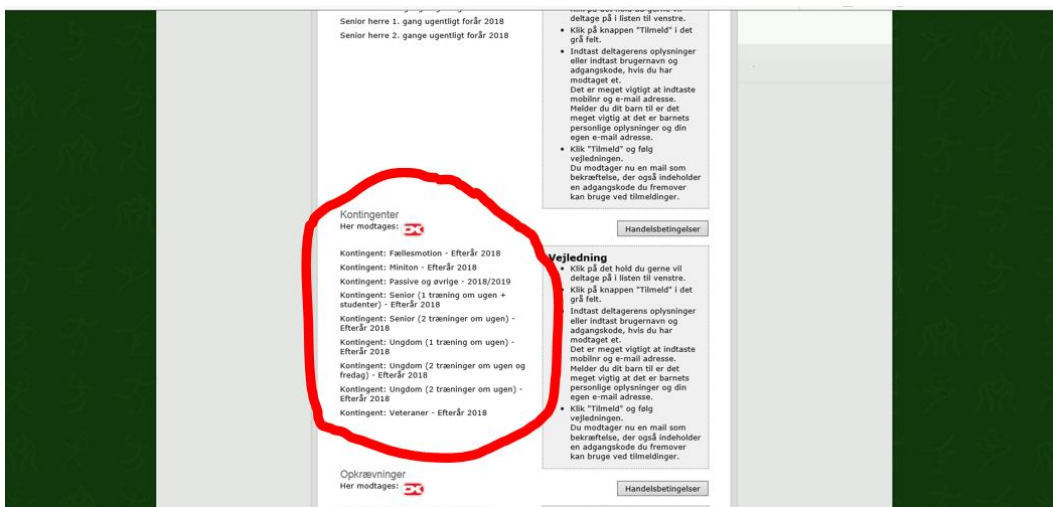 Senior herre 1. gang ugentligt forår 2018
Senior herre 2. gange ugentligt forår 2018
deltage på i listen til venstre.
Klik på knappen "Tilmeld" i det
grå felt.
Indtast deltagerens oplysninger
eller indtast brugernavn og
adgangskode, hvis du har
modtaget et.
Det er meget vigtigt at indtaste
mobilnr og e-mail adresse.
Melder du dit barn til er det
meget vigtig at det er barnets
personlige oplysninger og din
egen e-mail adresse.
Klik "Tilmeld" og følg
vejledningen.
Du modtager nu en mail som
bekræftelse, der også indeholder
en adgangskode du fremover
kan bruge ved tilmeldinger.
Kontingenter
Her modtages:
Handelsbetingelser
Kontingent: Fællesmotion - Efterår 2018
Kontingent: Miniton - Efterår 2018
Kontingent: Passive og øvrige - 2018/2019
Kontingent: Senior (1 træning om ugen +
studenter) - Efterår 2018
Kontingent: Senior (2 træninger om ugen) -
Efterår 2018
Kontingent: Ungdom (1 træning om ugen) -
Efterår 2018
Kontingent: Ungdom (2 træninger om ugen og
fredag) - Efterår 2018
Kontingent: Ungdom (2 træninger om ugen) -
Efterår 2018
Kontingent: Veteraner - Efterår 2018
Vejledning
Klik på det hold du gerne vil
deltage på i listen til venstre.
Klik på knappen "Tilmeld" i det
grå felt.
Indtast deltagerens oplysninger
eller indtast brugernavn og
adgangskode, hvis du har
modtaget et.
Det er meget vigtigt at indtaste
mobilnr og e-mail adresse.
Melder du dit barn til er det
meget vigtig at det er barnets
personlige oplysninger og din
egen e-mail adresse.
Klik "Tilmeld" og følg
vejledningen.
Du modtager nu en mail som
bekræftelse, der også indeholder
en adgangskode du fremover
kan bruge ved tilmeldinger.
Opkrævninger
Her modtages:
Handelsbetingelser